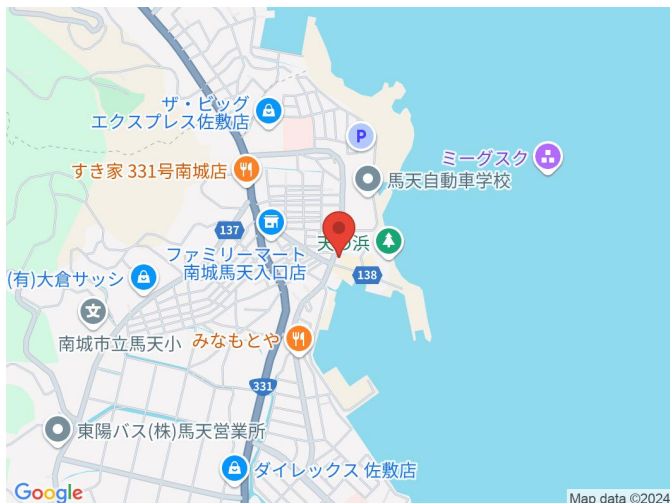 ザ・ビッグ
エクスプレス佐敷店
P
ミーグスク
すき家 331号南城店
馬天自動車学校
137
ファミリーマート
南城馬天入口店
浜
138
(有)大倉サッシ
南城市立馬天小
みなもとや
331
東陽バス(株)馬天営業所
ダイレックス 佐敷店
Google
Map data ©2024